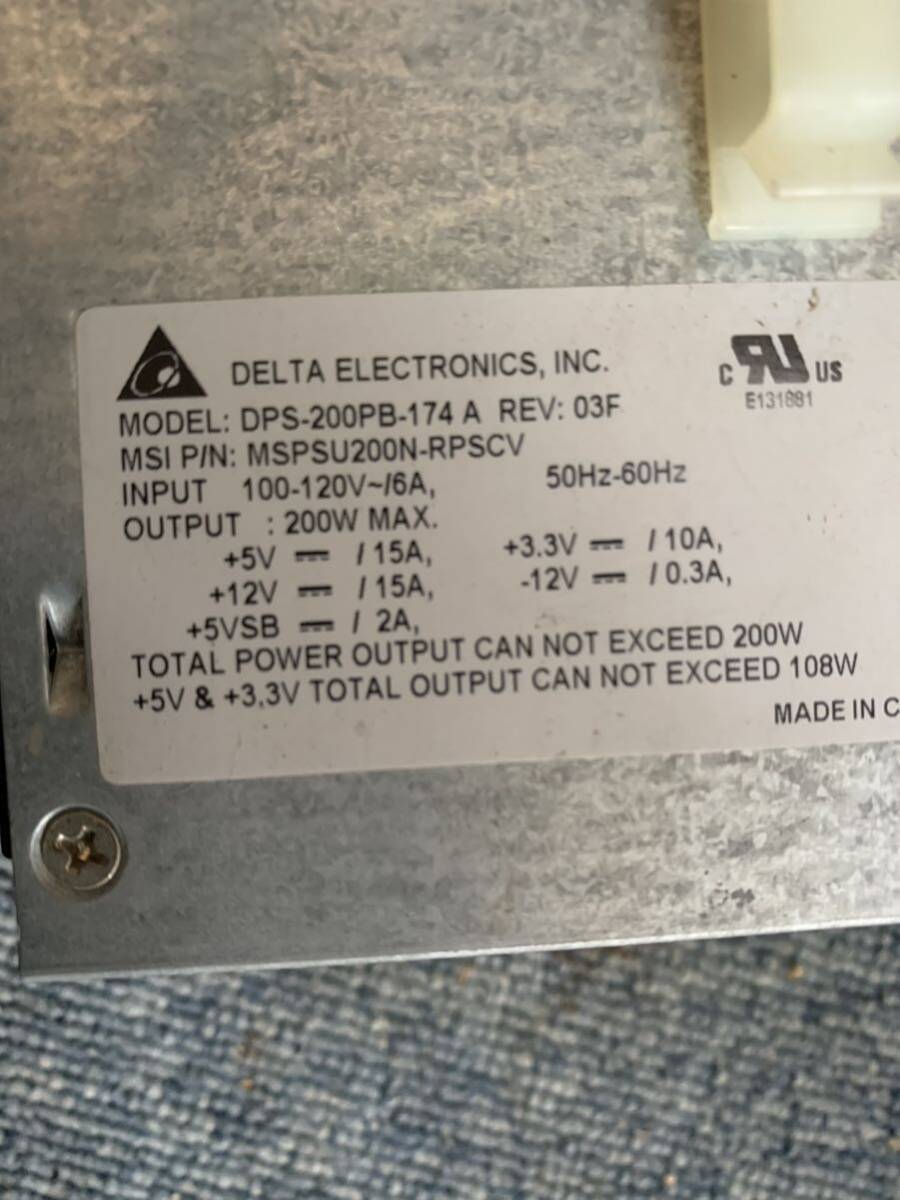 DELTA ELECTRONICS, INC.
C RU US
E131881
MODEL: DPS-200PB-174 A REV: 03F
MSI P/N: MSPSU200N-RPSCV
INPUT 100-120V~/6A, 50Hz-60Hz
OUTPUT : 200W MAX.
+5V ⎓ / 15A, +3.3V ⎓ / 10A,
+12V ⎓ / 15A, -12V ⎓ / 0.3A,
+5VSB ⎓ / 2A,
TOTAL POWER OUTPUT CAN NOT EXCEED 200W
+5V & +3,3V TOTAL OUTPUT CAN NOT EXCEED 108W
MADE IN C